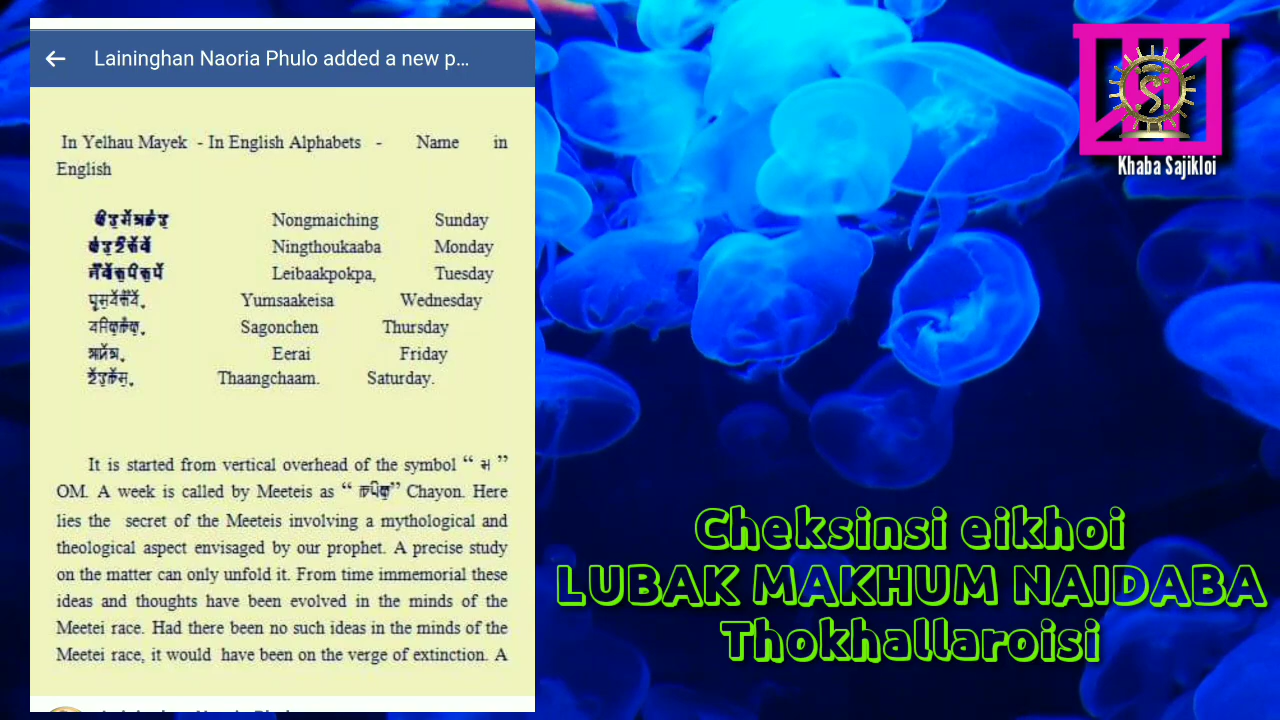 Laininghan Naoria Phulo added a new p...
In Yelhau Mayek - In English Alphabets - Name in
English
Nongmaiching Sunday
Ningthoukaaba Monday
Leibaakpokpa, Tuesday
Yumsaakeisa Wednesday
Sagonchen Thursday
Eerai Friday
Thaangchaam. Saturday.
It is started from vertical overhead of the symbol “ ”
OM. A week is called by Meeteis as “ ” Chayon. Here
lies the secret of the Meeteis involving a mythological and
theological aspect envisaged by our prophet. A precise study
on the matter can only unfold it. From time immemorial these
ideas and thoughts have been evolved in the minds of the
Meetei race. Had there been no such ideas in the minds of the
Meetei race, it would have been on the verge of extinction. A
Khaba Sajikloi
Cheksinsi eikhoi
LUBAK MAKHUM NAIDABA
Thokhallaroisi